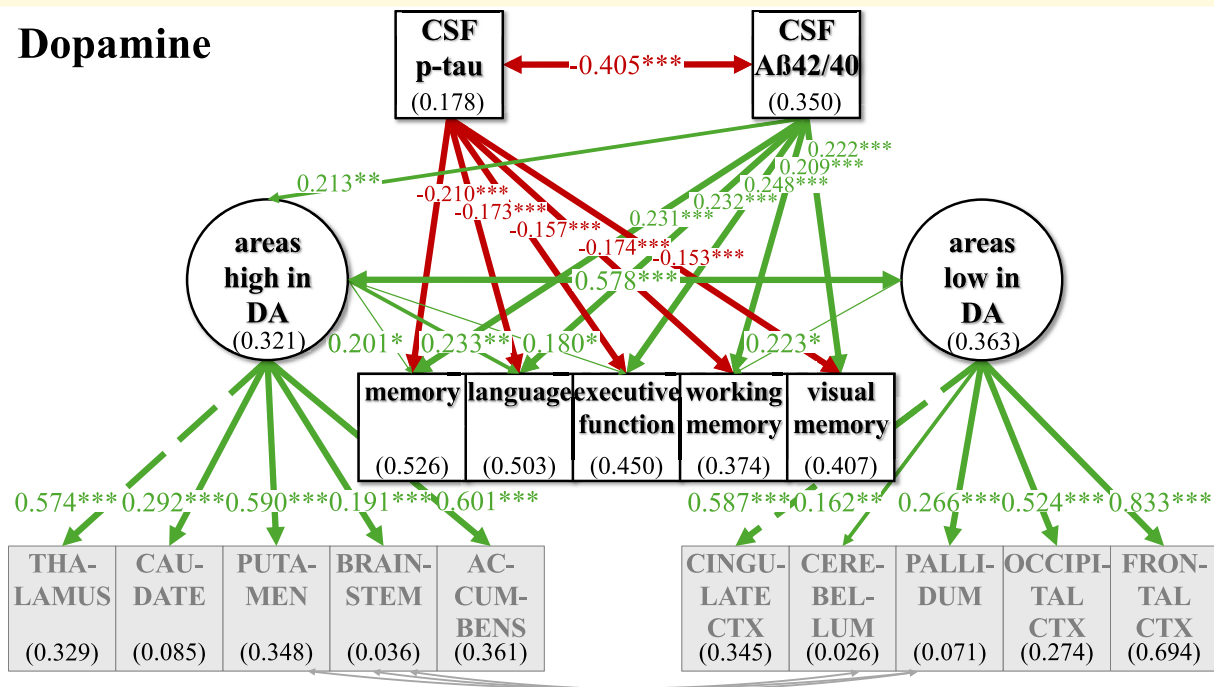 Dopamine
CSF
p-tau
(0.178)
-0.405***
CSF
Aß42/40
(0.350)
0.213**
0.222***
0.209***
0.248***
0.232***
0.231***
-0.210***
-0.173***
-0.157***
-0.174***
-0.153***
areas
high in
DA
(0.321)
0.578***
areas
low in
DA
(0.363)
0.201*
0.233**
0.180*
0.223*
memory
(0.526)
language
(0.503)
executive
function
(0.450)
working
memory
(0.374)
visual
memory
(0.407)
0.574***
0.292***
0.590***
0.191***
0.601***
0.587***
0.162**
0.266***
0.524***
0.833***
THA-
LAMUS
(0.329)
CAU-
DATE
(0.085)
PUTA-
MEN
(0.348)
BRAIN-
STEM
(0.036)
AC-
CUM-
BENS
(0.361)
CINGU-
LATE
CTX
(0.345)
CERE-
BEL-
LUM
(0.026)
PALLI-
DUM
(0.071)
OCCIPI-
TAL
CTX
(0.274)
FRON-
TAL
CTX
(0.694)